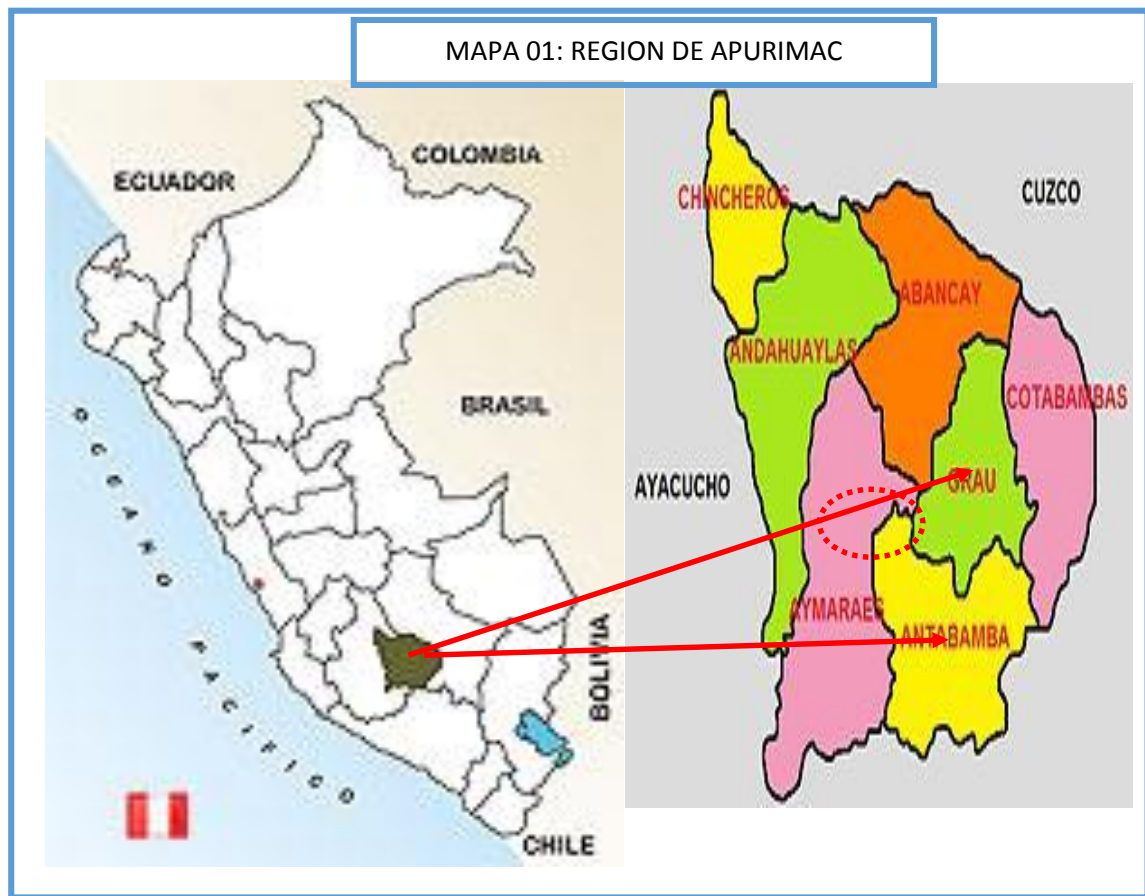 MAPA 01: REGION DE APURIMAC
COLOMBIA
ECUADOR
BRASIL
OCEANO PACIFICO
BOLIVIA
CHILE
CHINCHEROS
CUZCO
ABANCAY
ANDAHUAYLAS
COTABAMBAS
AYACUCHO
GRAU
AYMARAES
ANTABAMBA